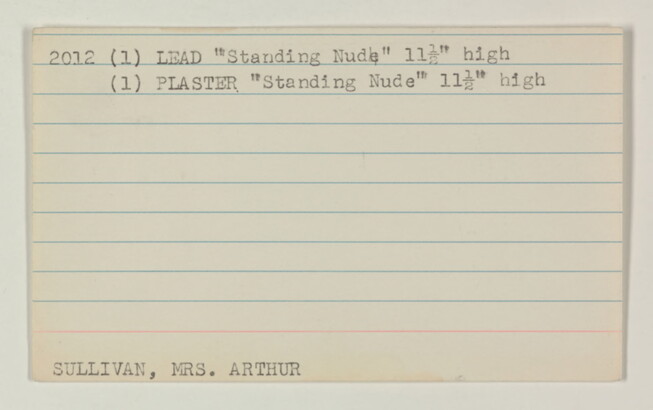 2012 (1) LEAD "Standing Nude" 11½" high
(1) PLASTER "Standing Nude" 11½" high
SULLIVAN, MRS. ARTHUR